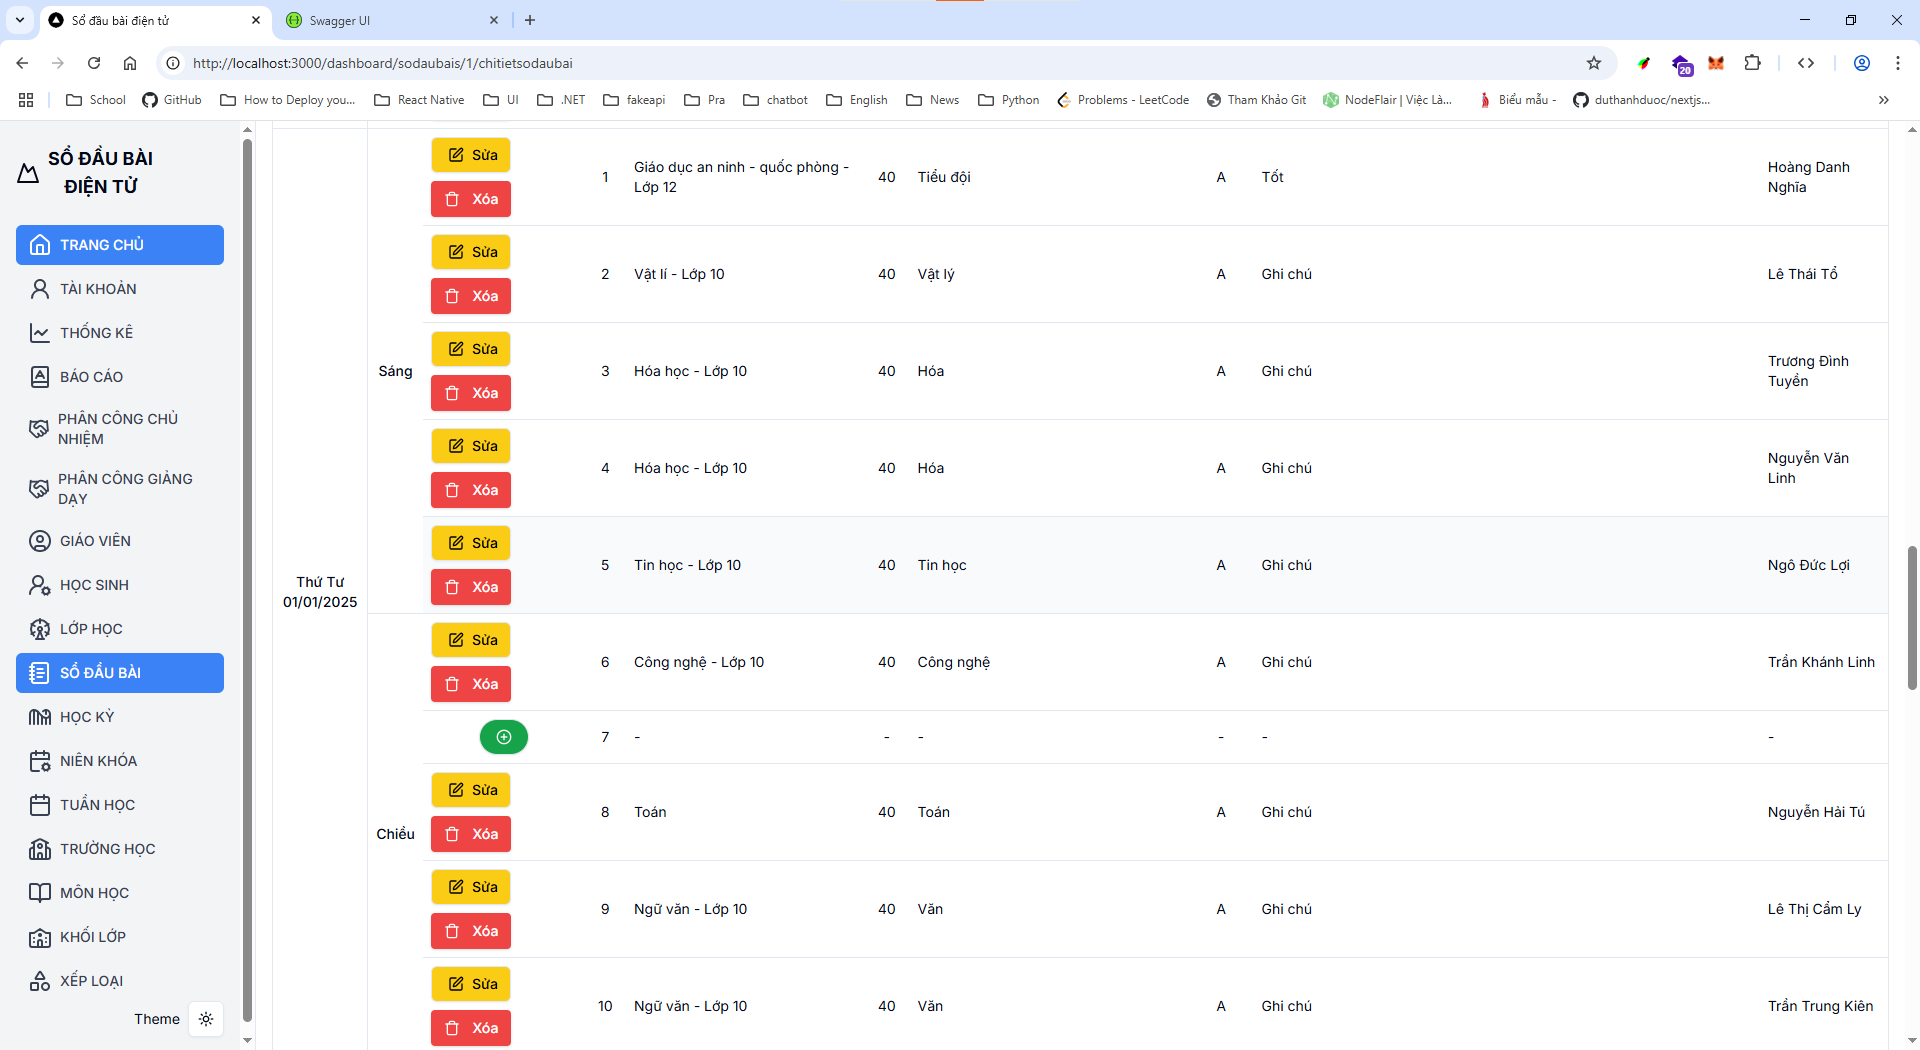 Sổ đầu bài điện tử
Swagger UI
http://localhost:3000/dashboard/sodaubais/1/chitietsodaubai
20
School
GitHub
How to Deploy you...
React Native
UI
.NET
fakeapi
Pra
chatbot
English
News
Python
Problems - LeetCode
Tham Khảo Git
NodeFlair | Việc Là...
Biểu mẫu -
duthanhduoc/nextjs...
SỔ ĐẦU BÀI
ĐIỆN TỬ
TRANG CHỦ
TÀI KHOẢN
THỐNG KÊ
BÁO CÁO
PHÂN CÔNG CHỦ
NHIỆM
PHÂN CÔNG GIẢNG
DẠY
GIÁO VIÊN
HỌC SINH
LỚP HỌC
SỔ ĐẦU BÀI
HỌC KỲ
NIÊN KHÓA
TUẦN HỌC
TRƯỜNG HỌC
MÔN HỌC
KHỐI LỚP
XẾP LOẠI
Theme
Thứ Tư
01/01/2025
Sáng
Sửa
Xóa
1 Giáo dục an ninh - quốc phòng -
Lớp 12
40 Tiểu đội A Tốt Hoàng Danh
Nghĩa
Sửa
Xóa
2 Vật lí - Lớp 10 40 Vật lý A Ghi chú Lê Thái Tổ
Sửa
Xóa
3 Hóa học - Lớp 10 40 Hóa A Ghi chú Trương Đình
Tuyền
Sửa
Xóa
4 Hóa học - Lớp 10 40 Hóa A Ghi chú Nguyễn Văn
Linh
Sửa
Xóa
5 Tin học - Lớp 10 40 Tin học A Ghi chú Ngô Đức Lợi
Chiều
Sửa
Xóa
6 Công nghệ - Lớp 10 40 Công nghệ A Ghi chú Trần Khánh Linh
7 - - - - - -
Sửa
Xóa
8 Toán 40 Toán A Ghi chú Nguyễn Hải Tú
Sửa
Xóa
9 Ngữ văn - Lớp 10 40 Văn A Ghi chú Lê Thị Cẩm Ly
Sửa
Xóa
10 Ngữ văn - Lớp 10 40 Văn A Ghi chú Trần Trung Kiên